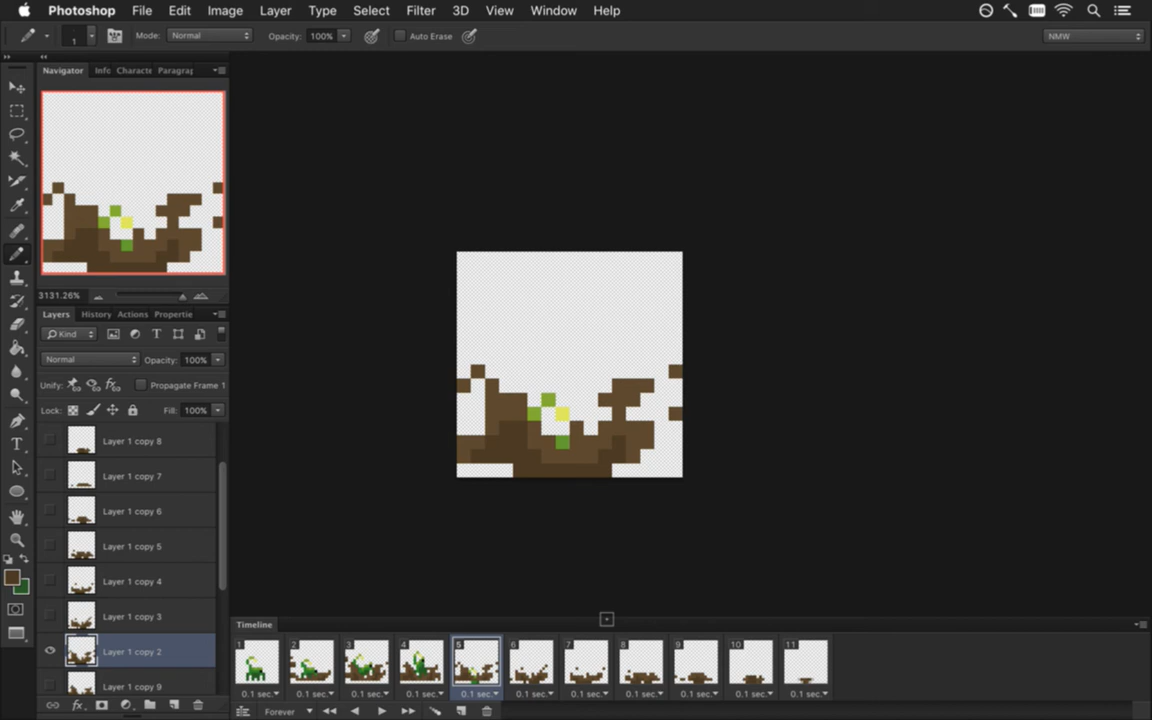 Photoshop File Edit Image Layer Type Select Filter 3D View Window Help
1 Mode: Normal Opacity: 100% Auto Erase NMW
Navigator Info Characte Paragrap
3131.26%
Layers History Actions Propertie
Kind
Normal Opacity: 100%
Unify: Propagate Frame 1
Lock: Fill: 100%
Layer 1 copy 8
Layer 1 copy 7
Layer 1 copy 6
Layer 1 copy 5
Layer 1 copy 4
Layer 1 copy 3
Layer 1 copy 2
Layer 1 copy 9
Timeline
1 2 3 4 5 6 7 8 9 10 11
0.1 sec. 0.1 sec. 0.1 sec. 0.1 sec. 0.1 sec. 0.1 sec. 0.1 sec. 0.1 sec. 0.1 sec. 0.1 sec. 0.1 sec.
Forever